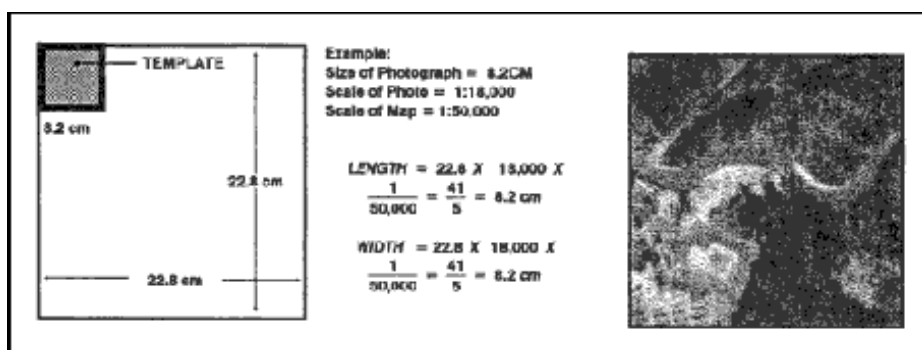 TEMPLATE
8.2 cm
22.8 cm
22.8 cm
Example:
Size of Photograph = 8.2CM
Scale of Photo = 1:18,000
Scale of Map = 1:50,000
LENGTH = 22.8 X 18,000 X
1/50,000 = 41/5 = 8.2 cm
WIDTH = 22.8 X 18,000 X
1/50,000 = 41/5 = 8.2 cm